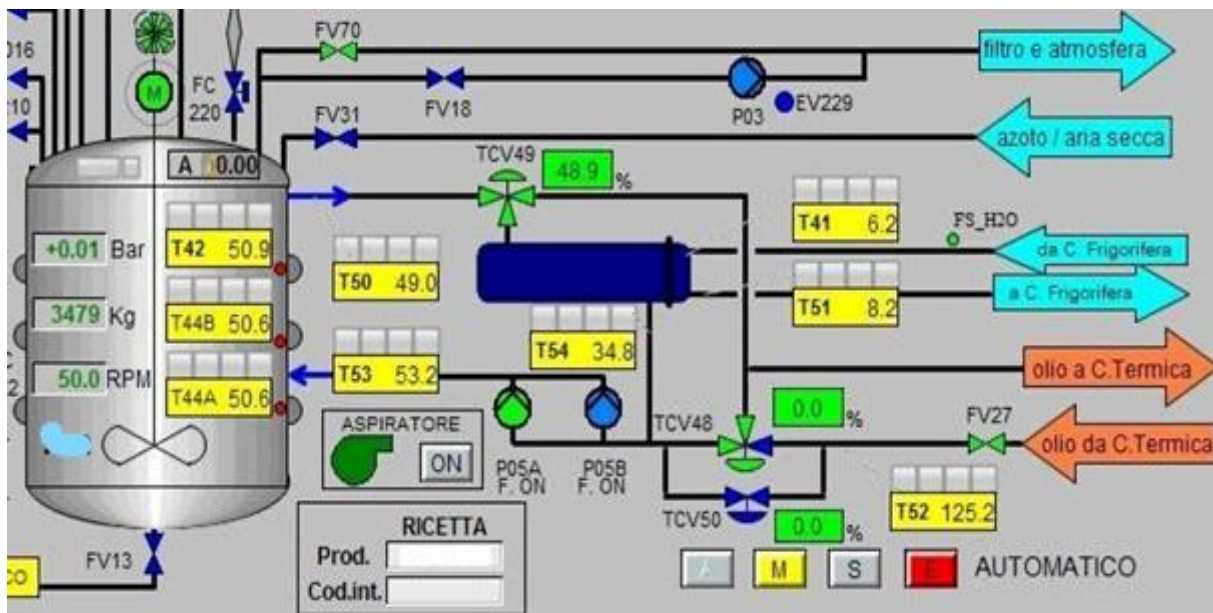 FV70
filtro e atmosfera
016
M
FC
220
FV18
P03
EV229
210
FV31
azoto / aria secca
TCV49
48.9 %
A 0.00
T41 6.2
FS_H2O
T42 50.9
+0.01 Bar
da C. Frigorifera
T50 49.0
T51 8.2
a C. Frigorifera
3479 Kg
T44B 50.6
T54 34.8
50.0 RPM
T53 53.2
T44A 50.6
olio a C.Termica
0.0 %
ASPIRATORE
ON
TCV48
FV27
olio da C.Termica
P05A
F. ON
P05B
F. ON
TCV50
0.0 %
T52 125.2
RICETTA
Prod.
Cod.int.
FV13
CO
A
M
S
E
AUTOMATICO